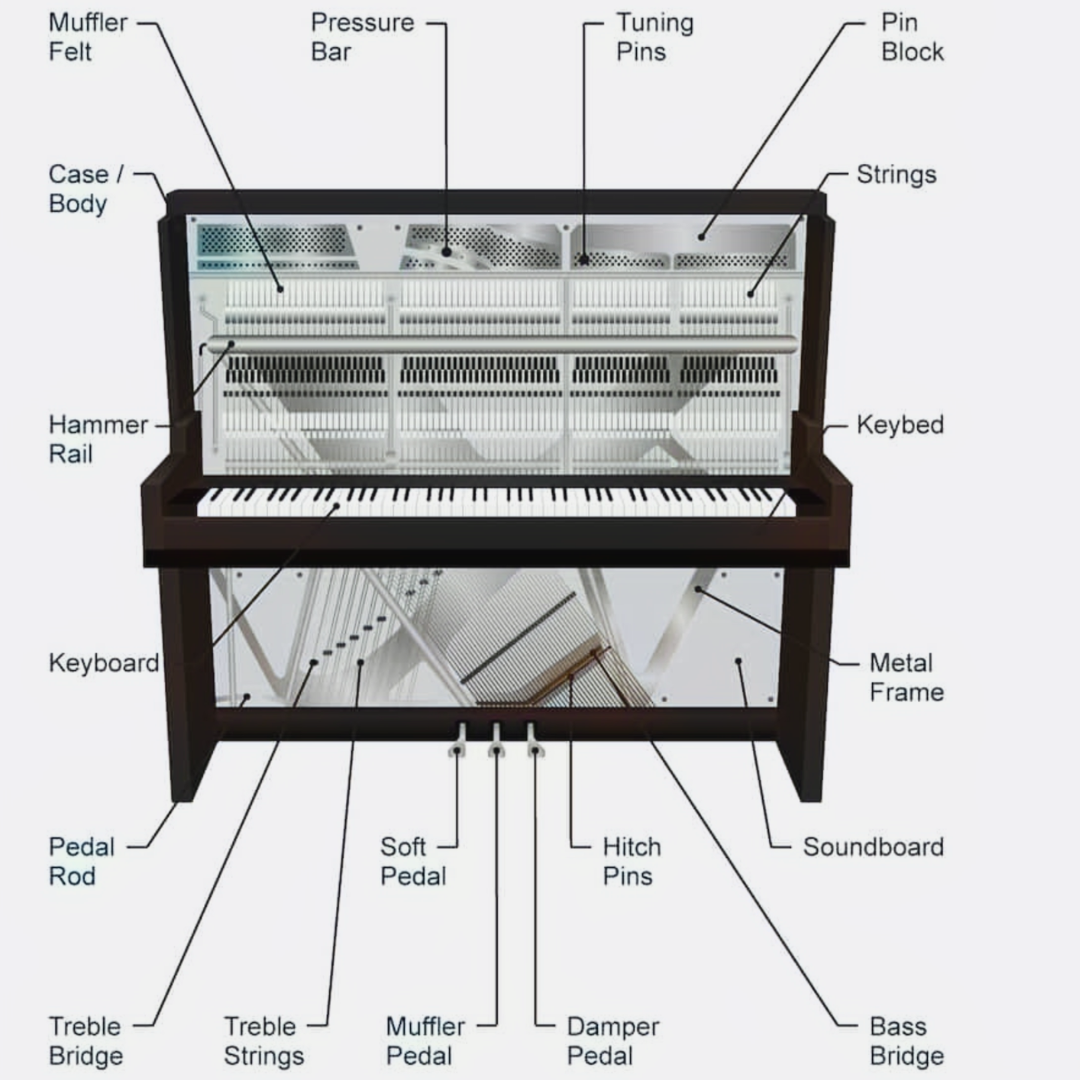 Muffler
Felt
Pressure
Bar
Tuning
Pins
Pin
Block
Case /
Body
Strings
Hammer
Rail
Keybed
Keyboard
Metal
Frame
Pedal
Rod
Soft
Pedal
Hitch
Pins
Soundboard
Treble
Bridge
Treble
Strings
Muffler
Pedal
Damper
Pedal
Bass
Bridge